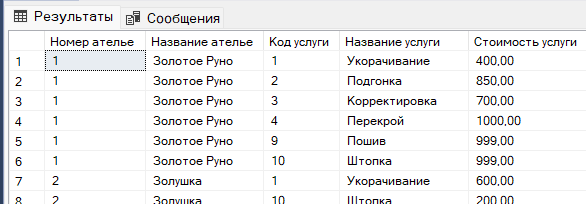 Результаты Сообщения
Номер ателье Название ателье Код услуги Название услуги Стоимость услуги
1 1 Золотое Руно 1 Укорачивание 400,00
2 1 Золотое Руно 2 Подгонка 850,00
3 1 Золотое Руно 3 Корректировка 700,00
4 1 Золотое Руно 4 Перекрой 1000,00
5 1 Золотое Руно 9 Пошив 999,00
6 1 Золотое Руно 10 Штопка 999,00
7 2 Золушка 1 Укорачивание 600,00
8 2 Золушка 10 Штопка 200,00